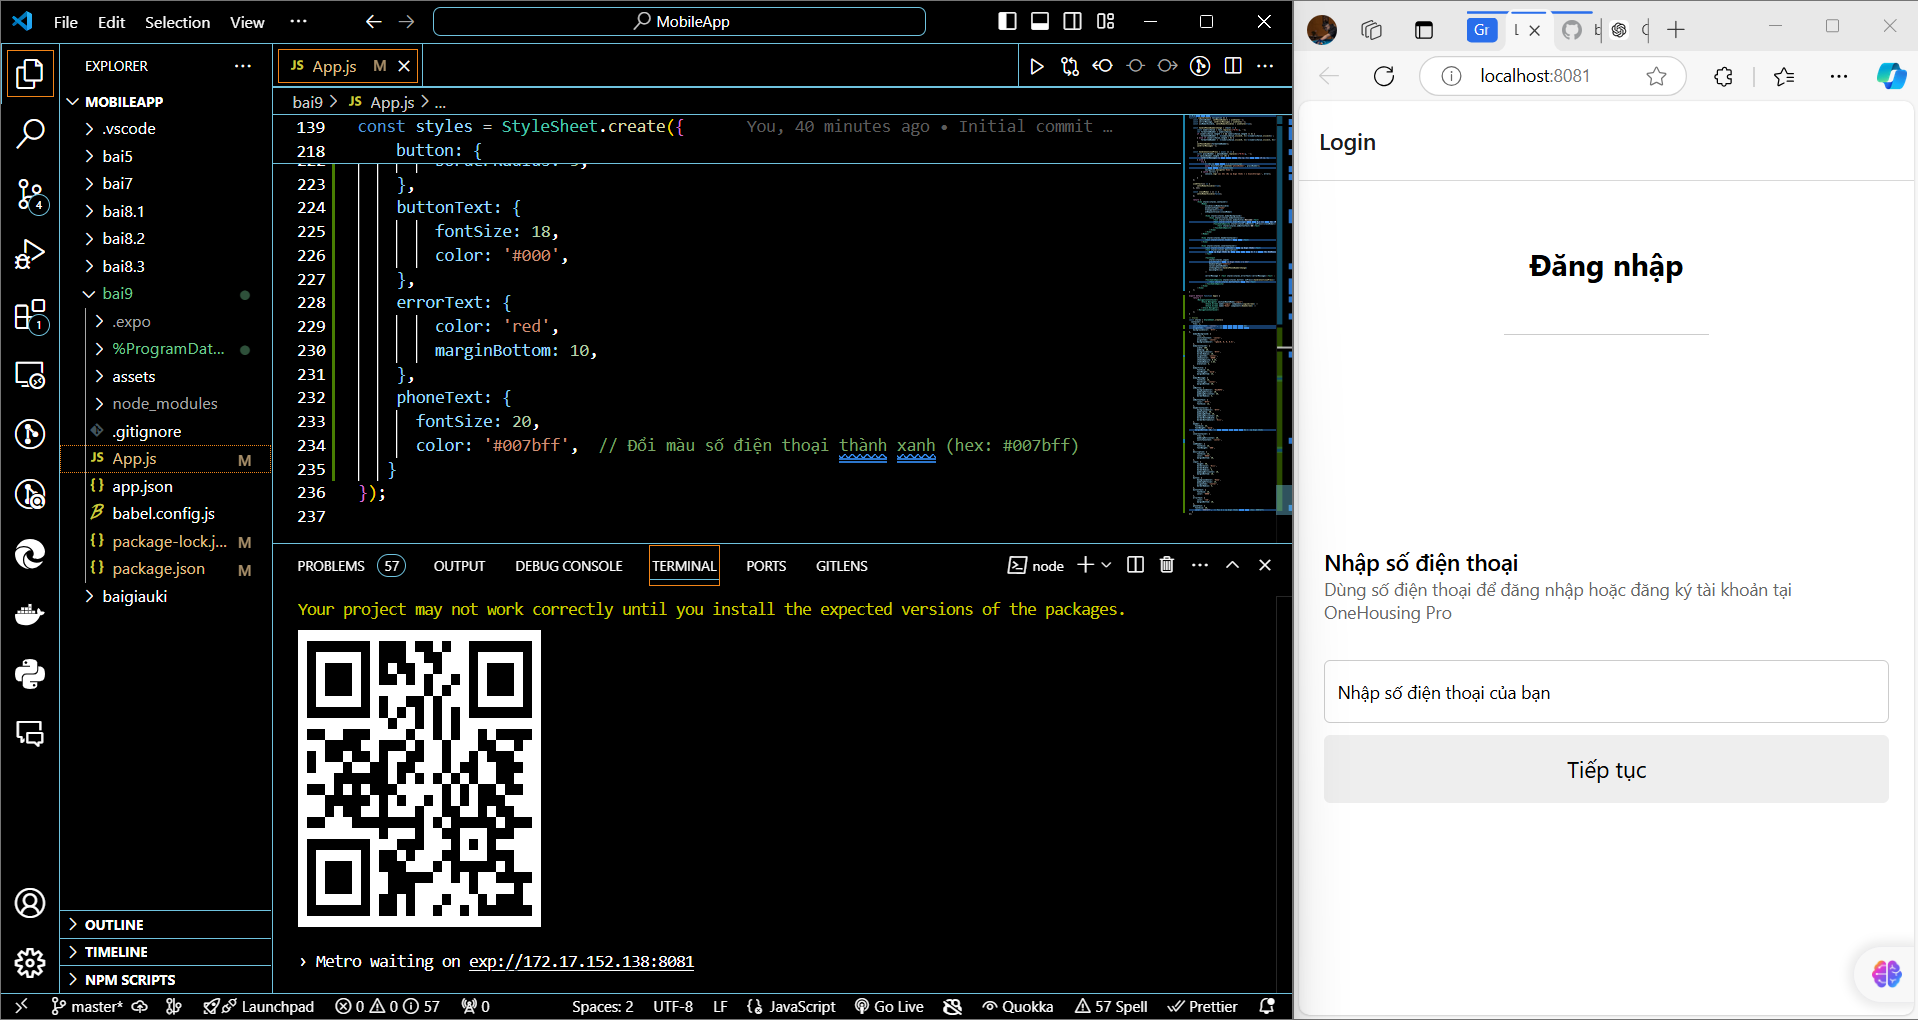 File Edit Selection View ···
MobileApp
EXPLORER
MOBILEAPP
.vscode
bai5
bai7
bai8.1
bai8.2
bai8.3
bai9
.expo
%ProgramDat...
assets
node_modules
.gitignore
JS App.js M
{} app.json
babel.config.js
{} package-lock.j... M
{} package.json M
baigiauki
OUTLINE
TIMELINE
NPM SCRIPTS
4
1
JS App.js M
bai9 > JS App.js > ...
139 const styles = StyleSheet.create({ You, 40 minutes ago • Initial commit …
218 button: {
223 },
224 buttonText: {
225 fontSize: 18,
226 color: '#000',
227 },
228 errorText: {
229 color: 'red',
230 marginBottom: 10,
231 },
232 phoneText: {
233 fontSize: 20,
234 color: '#007bff', // Đổi màu số điện thoại thành xanh (hex: #007bff)
235 }
236 });
237
PROBLEMS 57 OUTPUT DEBUG CONSOLE TERMINAL PORTS GITLENS
node
Your project may not work correctly until you install the expected versions of the packages.
› Metro waiting on exp://172.17.152.138:8081
master* Launchpad 0 0 57 0 Spaces: 2 UTF-8 LF {} JavaScript Go Live Quokka 57 Spell Prettier
Gr L
localhost:8081
Login
Đăng nhập
Nhập số điện thoại
Dùng số điện thoại để đăng nhập hoặc đăng ký tài khoản tại
OneHousing Pro
Nhập số điện thoại của bạn
Tiếp tục